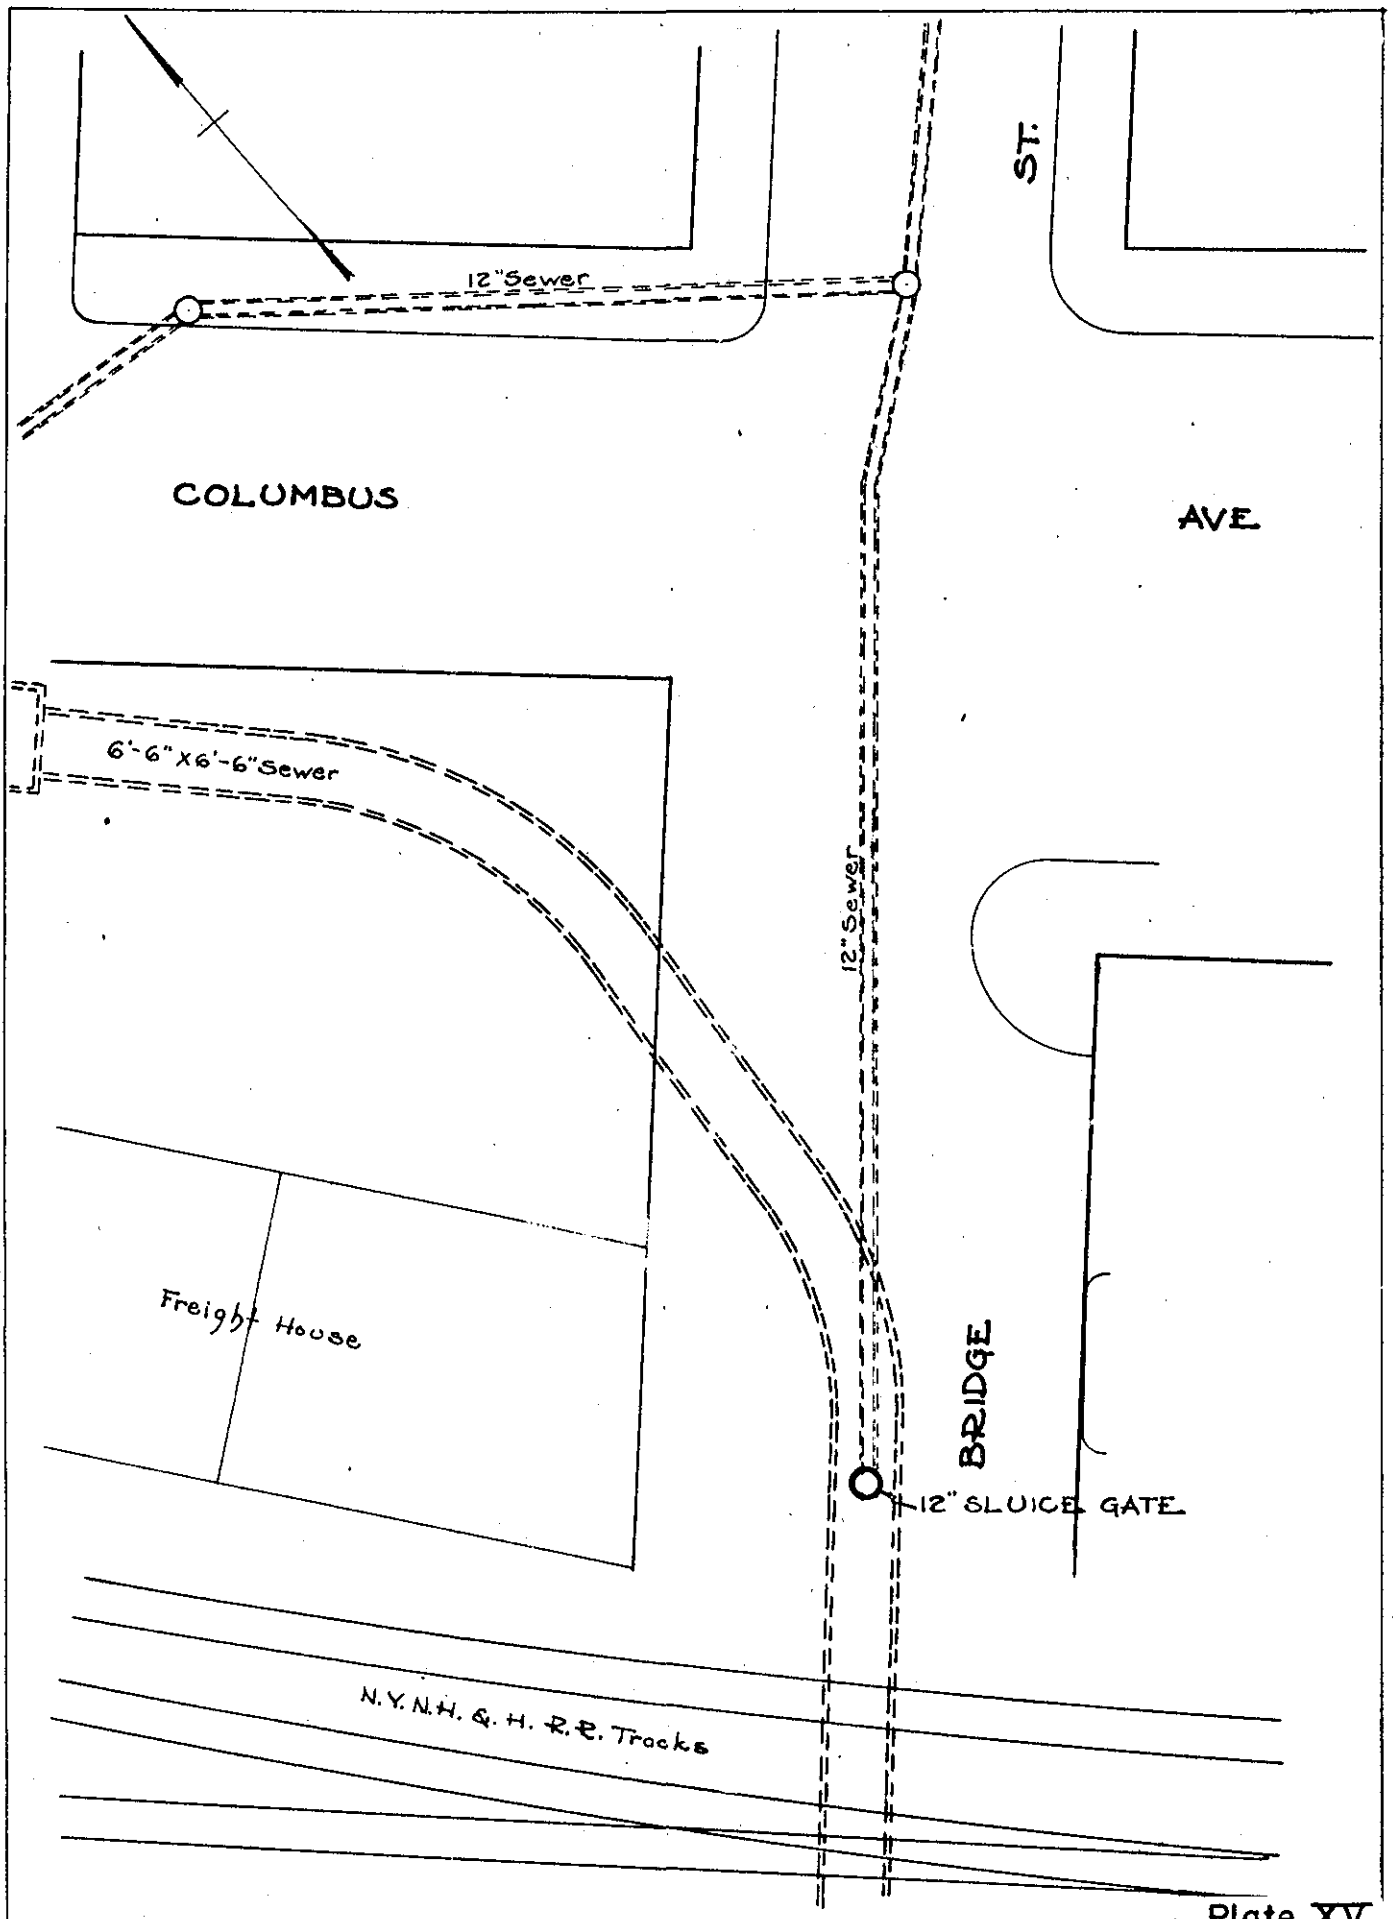 ST.
12" Sewer
COLUMBUS
AVE
6'-6" x 6'-6" Sewer
12" Sewer
Freight House
BRIDGE
12" SLUICE GATE
N.Y. N.H. & H. R.R. Tracks
Plate XV